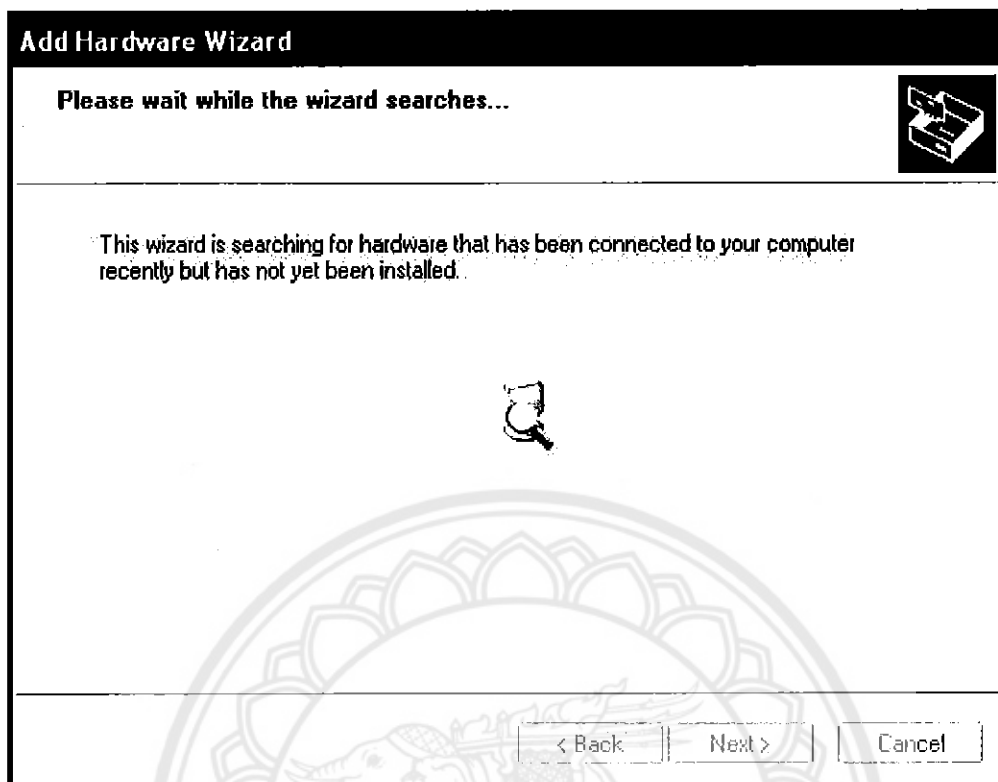 Add Hardware Wizard
Please wait while the wizard searches...
This wizard is searching for hardware that has been connected to your computer
recently but has not yet been installed.
< Back Next > Cancel